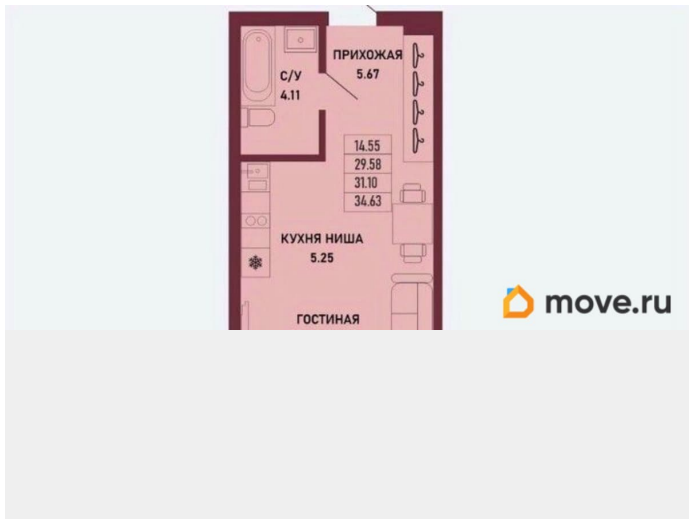 ПРИХОЖАЯ
5.67
С/У
4.11
14.55
29.58
31.10
34.63
КУХНЯ НИША
5.25
ГОСТИНАЯ
move.ru